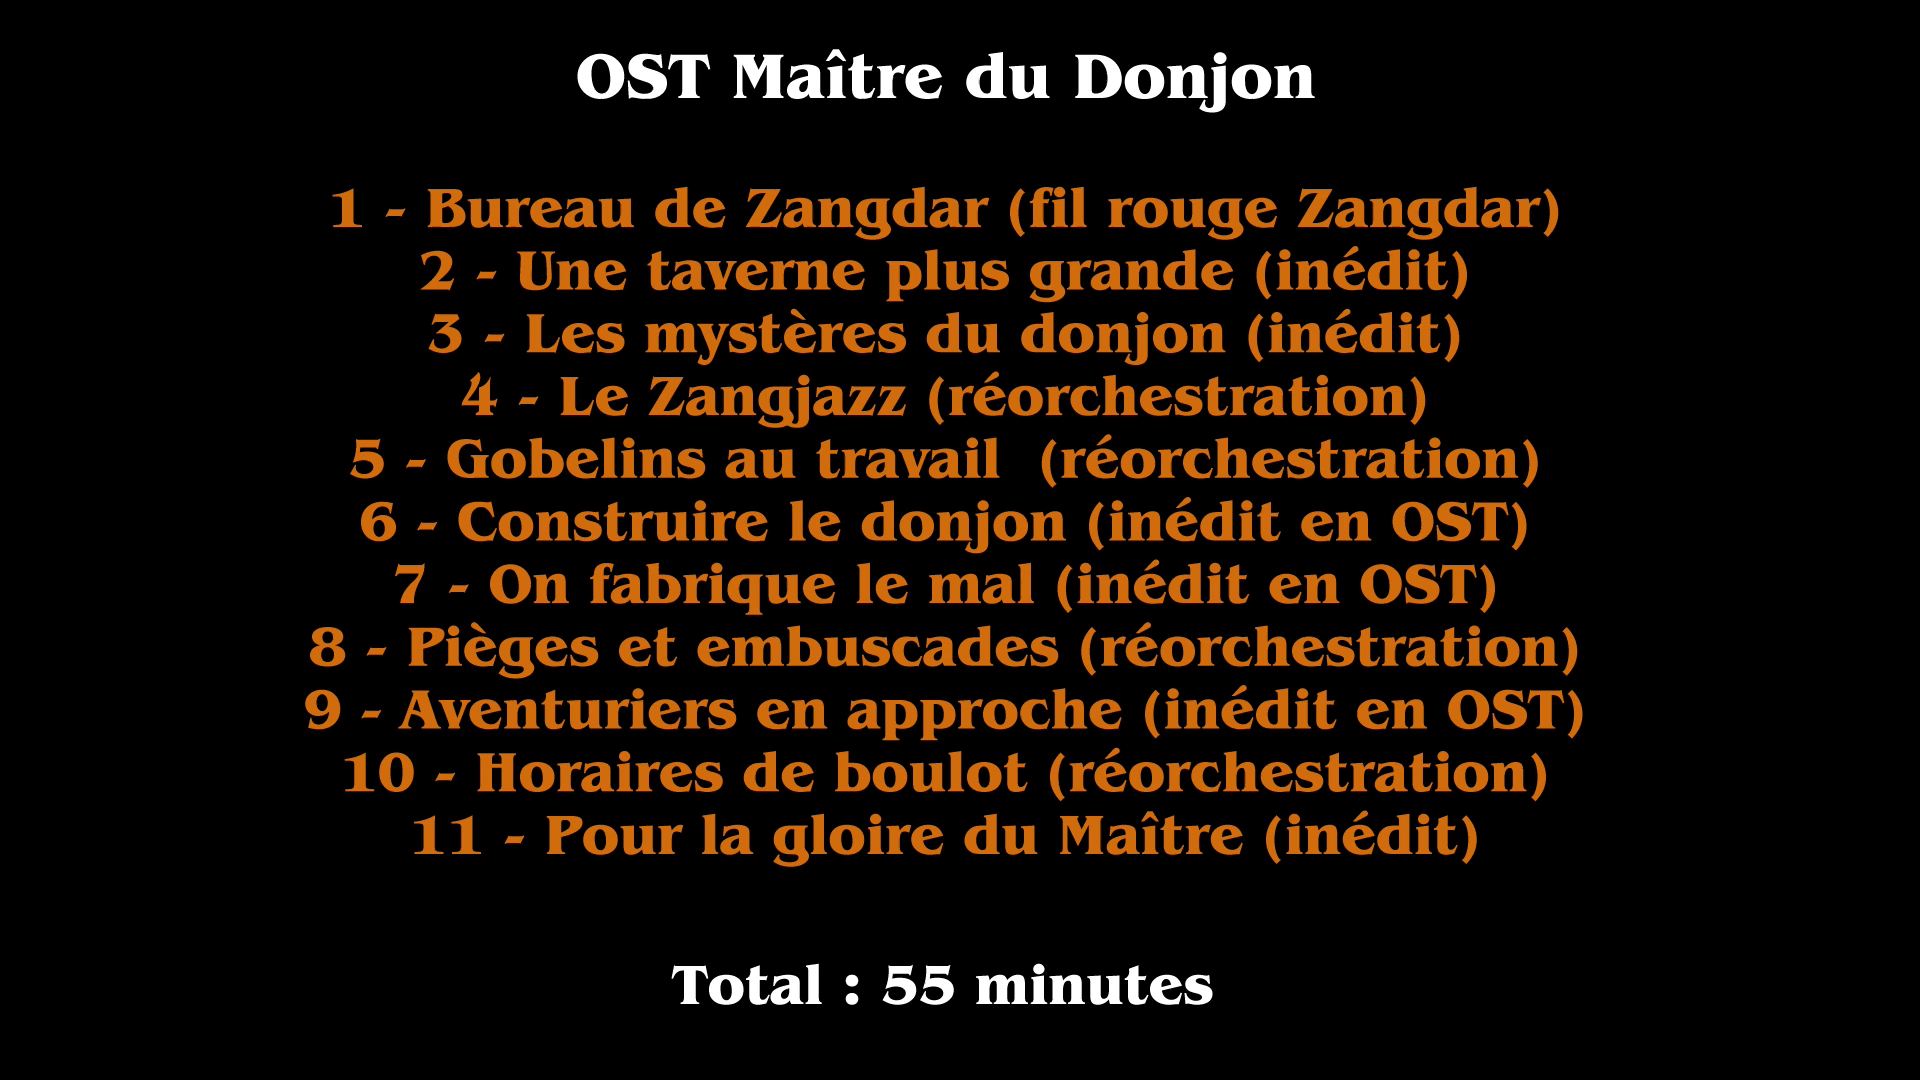 OST Maître du Donjon
1 - Bureau de Zangdar (fil rouge Zangdar)
2 - Une taverne plus grande (inédit)
3 - Les mystères du donjon (inédit)
4 - Le Zangjazz (réorchestration)
5 - Gobelins au travail  (réorchestration)
6 - Construire le donjon (inédit en OST)
7 - On fabrique le mal (inédit en OST)
8 - Pièges et embuscades (réorchestration)
9 - Aventuriers en approche (inédit en OST)
10 - Horaires de boulot (réorchestration)
11 - Pour la gloire du Maître (inédit)
Total : 55 minutes